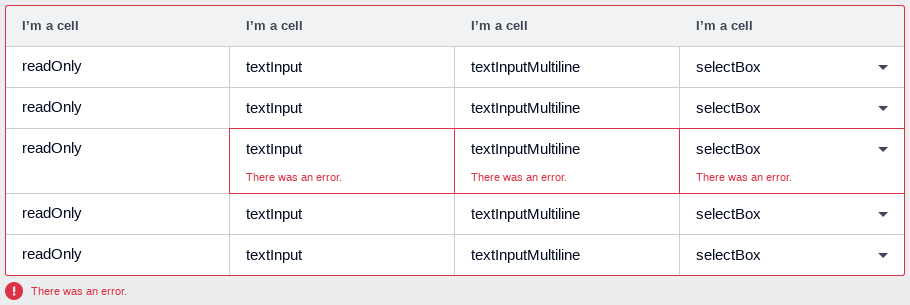 I'm a cell I'm a cell I'm a cell I'm a cell
readOnly textInput textInputMultiline selectBox
readOnly textInput textInputMultiline selectBox
readOnly textInput textInputMultiline selectBox
There was an error. There was an error. There was an error.
readOnly textInput textInputMultiline selectBox
readOnly textInput textInputMultiline selectBox
There was an error.